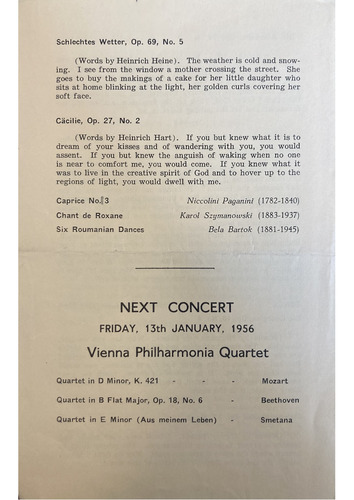 Schlechtes Wetter, Op. 69, No. 5
(Words by Heinrich Heine). The weather is cold and snow-
ing. I see from the window a mother crossing the street. She
goes to buy the makings of a cake for her little daughter who
sits at home blinking at the light, her golden curls covering her
soft face.
Cäcilie, Op. 27, No. 2
(Words by Heinrich Hart). If you but knew what it is to
dream of your kisses and of wandering with you, you would
assent. If you but knew the anguish of waking when no one
is near to comfort me, you would come. If you knew what it
was to live in the creative spirit of God and to hover up to the
regions of light, you would dwell with me.
Caprice No. 3 Niccolini Paganini (1782-1840)
Chant de Roxane Karol Szymanowski (1883-1937)
Six Roumanian Dances Bela Bartok (1881-1945)
NEXT CONCERT
FRIDAY, 13th JANUARY, 1956
Vienna Philharmonia Quartet
Quartet in D Minor, K. 421 - - - Mozart
Quartet in B Flat Major, Op. 18, No. 6 - Beethoven
Quartet in E Minor (Aus meinem Leben) - Smetana